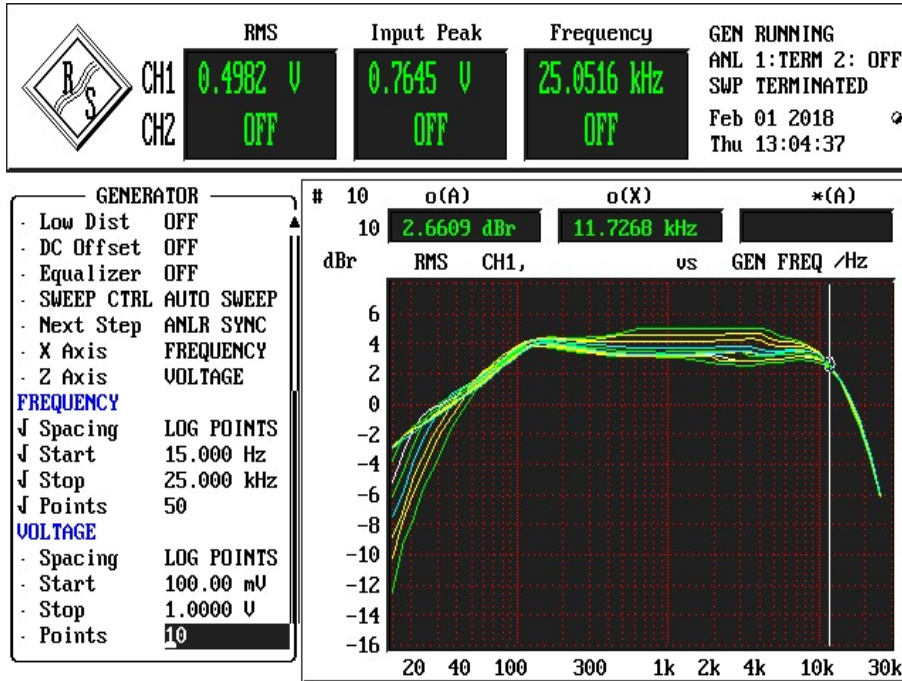 RMS Input Peak Frequency
R S
CH1 0.4982 V 0.7645 V 25.0516 kHz
CH2 OFF OFF OFF
GEN RUNNING
ANL 1:TERM 2: OFF
SWP TERMINATED
Feb 01 2018
Thu 13:04:37
GENERATOR
· Low Dist OFF
· DC Offset OFF
· Equalizer OFF
· SWEEP CTRL AUTO SWEEP
· Next Step ANLR SYNC
· X Axis FREQUENCY
· Z Axis VOLTAGE
FREQUENCY
√ Spacing LOG POINTS
√ Start 15.000 Hz
√ Stop 25.000 kHz
√ Points 50
VOLTAGE
· Spacing LOG POINTS
· Start 100.00 mV
· Stop 1.0000 V
· Points 10
# 10 o(A) o(X) *(A)
10 2.6609 dBr 11.7268 kHz
dBr RMS CH1, vs GEN FREQ /Hz
6
4
2
0
-2
-4
-6
-8
-10
-12
-14
-16
20 40 100 300 1k 2k 4k 10k 30k